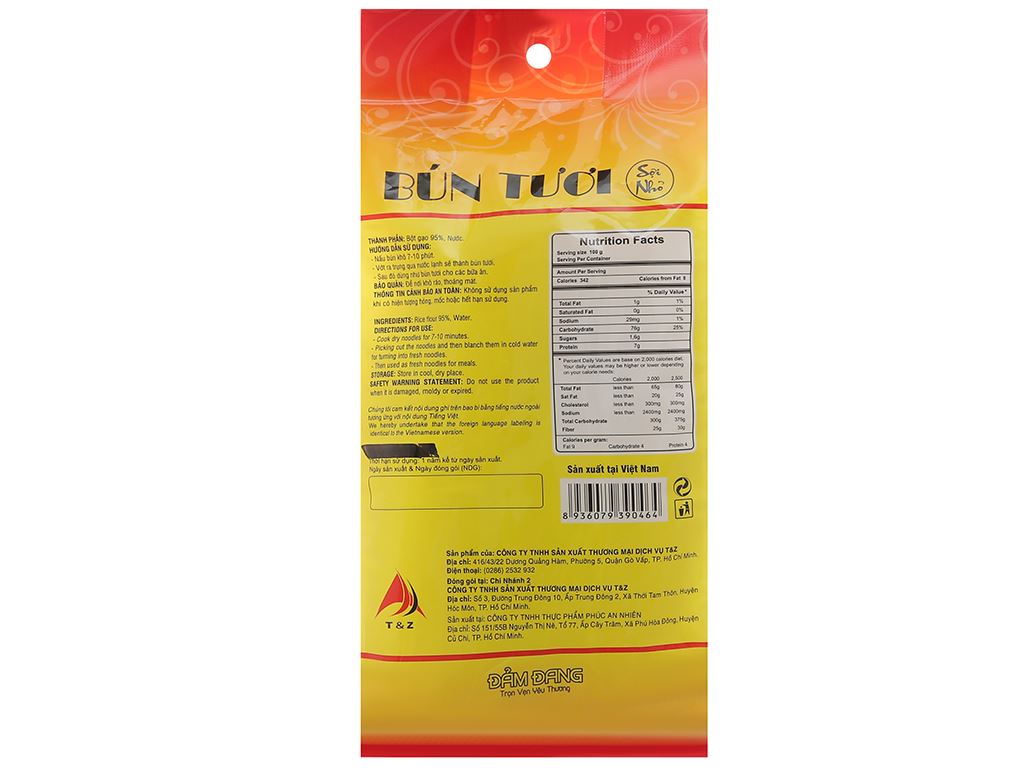 BÚN TƯƠI
Sợi
Nhỏ
THÀNH PHẦN: Bột gạo 95%, Nước.
HƯỚNG DẪN SỬ DỤNG:
- Nấu bún khô 7-10 phút.
- Vớt ra trụng qua nước lạnh sẽ thành bún tươi.
- Sau đó dùng như bún tươi cho các bữa ăn.
BẢO QUẢN: Để nơi khô ráo, thoáng mát.
THÔNG TIN CẢNH BÁO AN TOÀN: Không sử dụng sản phẩm
khi có hiện tượng hỏng, mốc hoặc hết hạn sử dụng.
INGREDIENTS: Rice flour 95%, Water.
DIRECTIONS FOR USE:
- Cook dry noodles for 7-10 minutes.
- Picking out the noodles and then blanch them in cold water
for turning into fresh noodles.
- Then used as fresh noodles for meals.
STORAGE: Store in cool, dry place.
SAFETY WARNING STATEMENT: Do not use the product
when it is damaged, moldy or expired.
Chúng tôi cam kết nội dung ghi trên bao bì bằng tiếng nước ngoài
tương ứng với nội dung Tiếng Việt.
We hereby undertake that the foreign language labeling is
identical to the Vietnamese version.
Thời hạn sử dụng: 1 năm kể từ ngày sản xuất.
Ngày sản xuất & Ngày đóng gói (NDG):
Nutrition Facts
Serving size 100 g
Serving Per Container
Amount Per Serving
Calories 342 Calories from Fat 8
% Daily Value*
Total Fat 1g 1%
Saturated Fat 0g 0%
Sodium 29mg 1%
Carbohydrate 76g 25%
Sugars 1,6g
Protein 7g
* Percent Daily Values are base on 2,000 calories diet.
Your daily values may be higher or lower depending
on your calorie needs:
Calories 2,000 2,500
Total Fat less than 65g 80g
Sat Fat less than 20g 25g
Cholesterol less than 300mg 300mg
Sodium less than 2400mg 2400mg
Total Carbohydrate 300g 375g
Fiber 25g 30g
Calories per gram:
Fat 9 Carbohydrate 4 Protein 4
Sản xuất tại Việt Nam
8 936079 390464
Sản phẩm của: CÔNG TY TNHH SẢN XUẤT THƯƠNG MẠI DỊCH VỤ T&Z
Địa chỉ: 416/43/22 Dương Quảng Hàm, Phường 5, Quận Gò Vấp, TP. Hồ Chí Minh.
Điện thoại: (0286) 2532 932
Đóng gói tại: Chi Nhánh 2
CÔNG TY TNHH SẢN XUẤT THƯƠNG MẠI DỊCH VỤ T&Z
Địa chỉ: Số 3, Đường Trung Đông 10, Ấp Trung Đông 2, Xã Thới Tam Thôn, Huyện
Hóc Môn, TP. Hồ Chí Minh.
Sản xuất tại: CÔNG TY TNHH THỰC PHẨM PHÚC AN NHIÊN
Địa chỉ: Số 151/55B Nguyễn Thị Nê, Tổ 77, Ấp Cây Trâm, Xã Phú Hòa Đông, Huyện
Củ Chi, TP. Hồ Chí Minh.
T & Z
ĐẢM ĐANG
Trọn Vẹn Yêu Thương